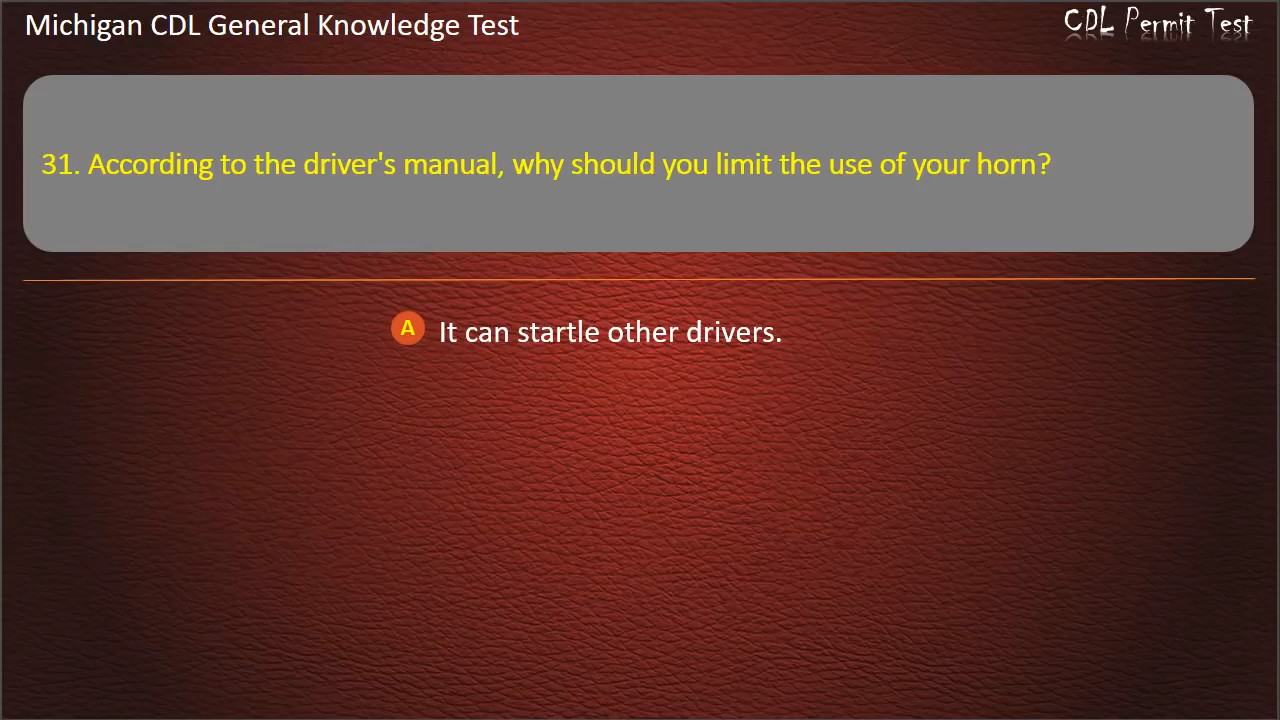 Michigan CDL General Knowledge Test
CDL Permit Test
31. According to the driver's manual, why should you limit the use of your horn?
A It can startle other drivers.